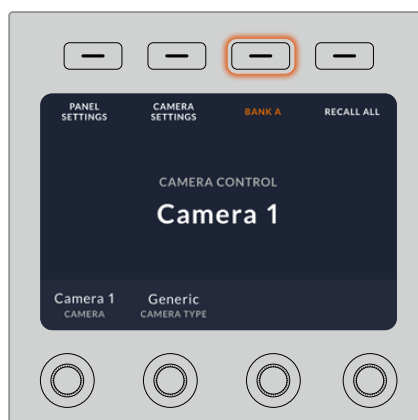 PANEL SETTINGS
CAMERA SETTINGS
BANK A
RECALL ALL
CAMERA CONTROL
Camera 1
Camera 1
CAMERA
Generic
CAMERA TYPE